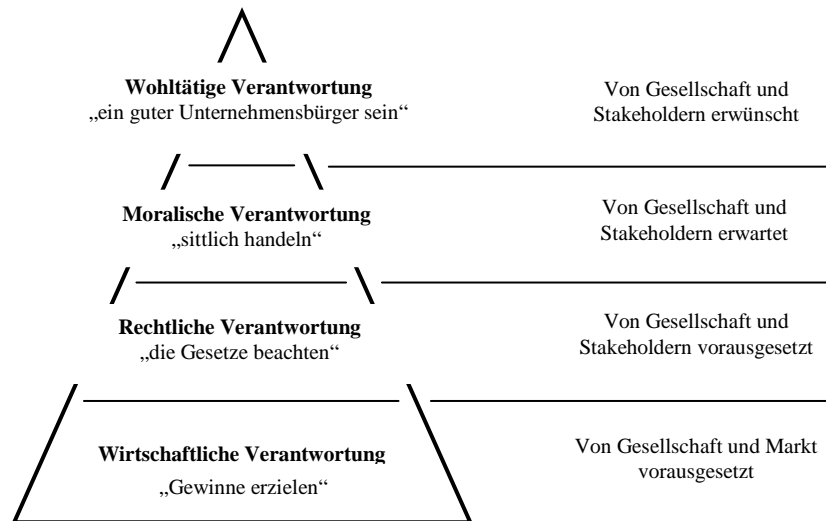 Wohltätige Verantwortung
„ein guter Unternehmensbürger sein“
Von Gesellschaft und
Stakeholdern erwünscht
Moralische Verantwortung
„sittlich handeln“
Von Gesellschaft und
Stakeholdern erwartet
Rechtliche Verantwortung
„die Gesetze beachten“
Von Gesellschaft und
Stakeholdern vorausgesetzt
Wirtschaftliche Verantwortung
„Gewinne erzielen“
Von Gesellschaft und Markt
vorausgesetzt